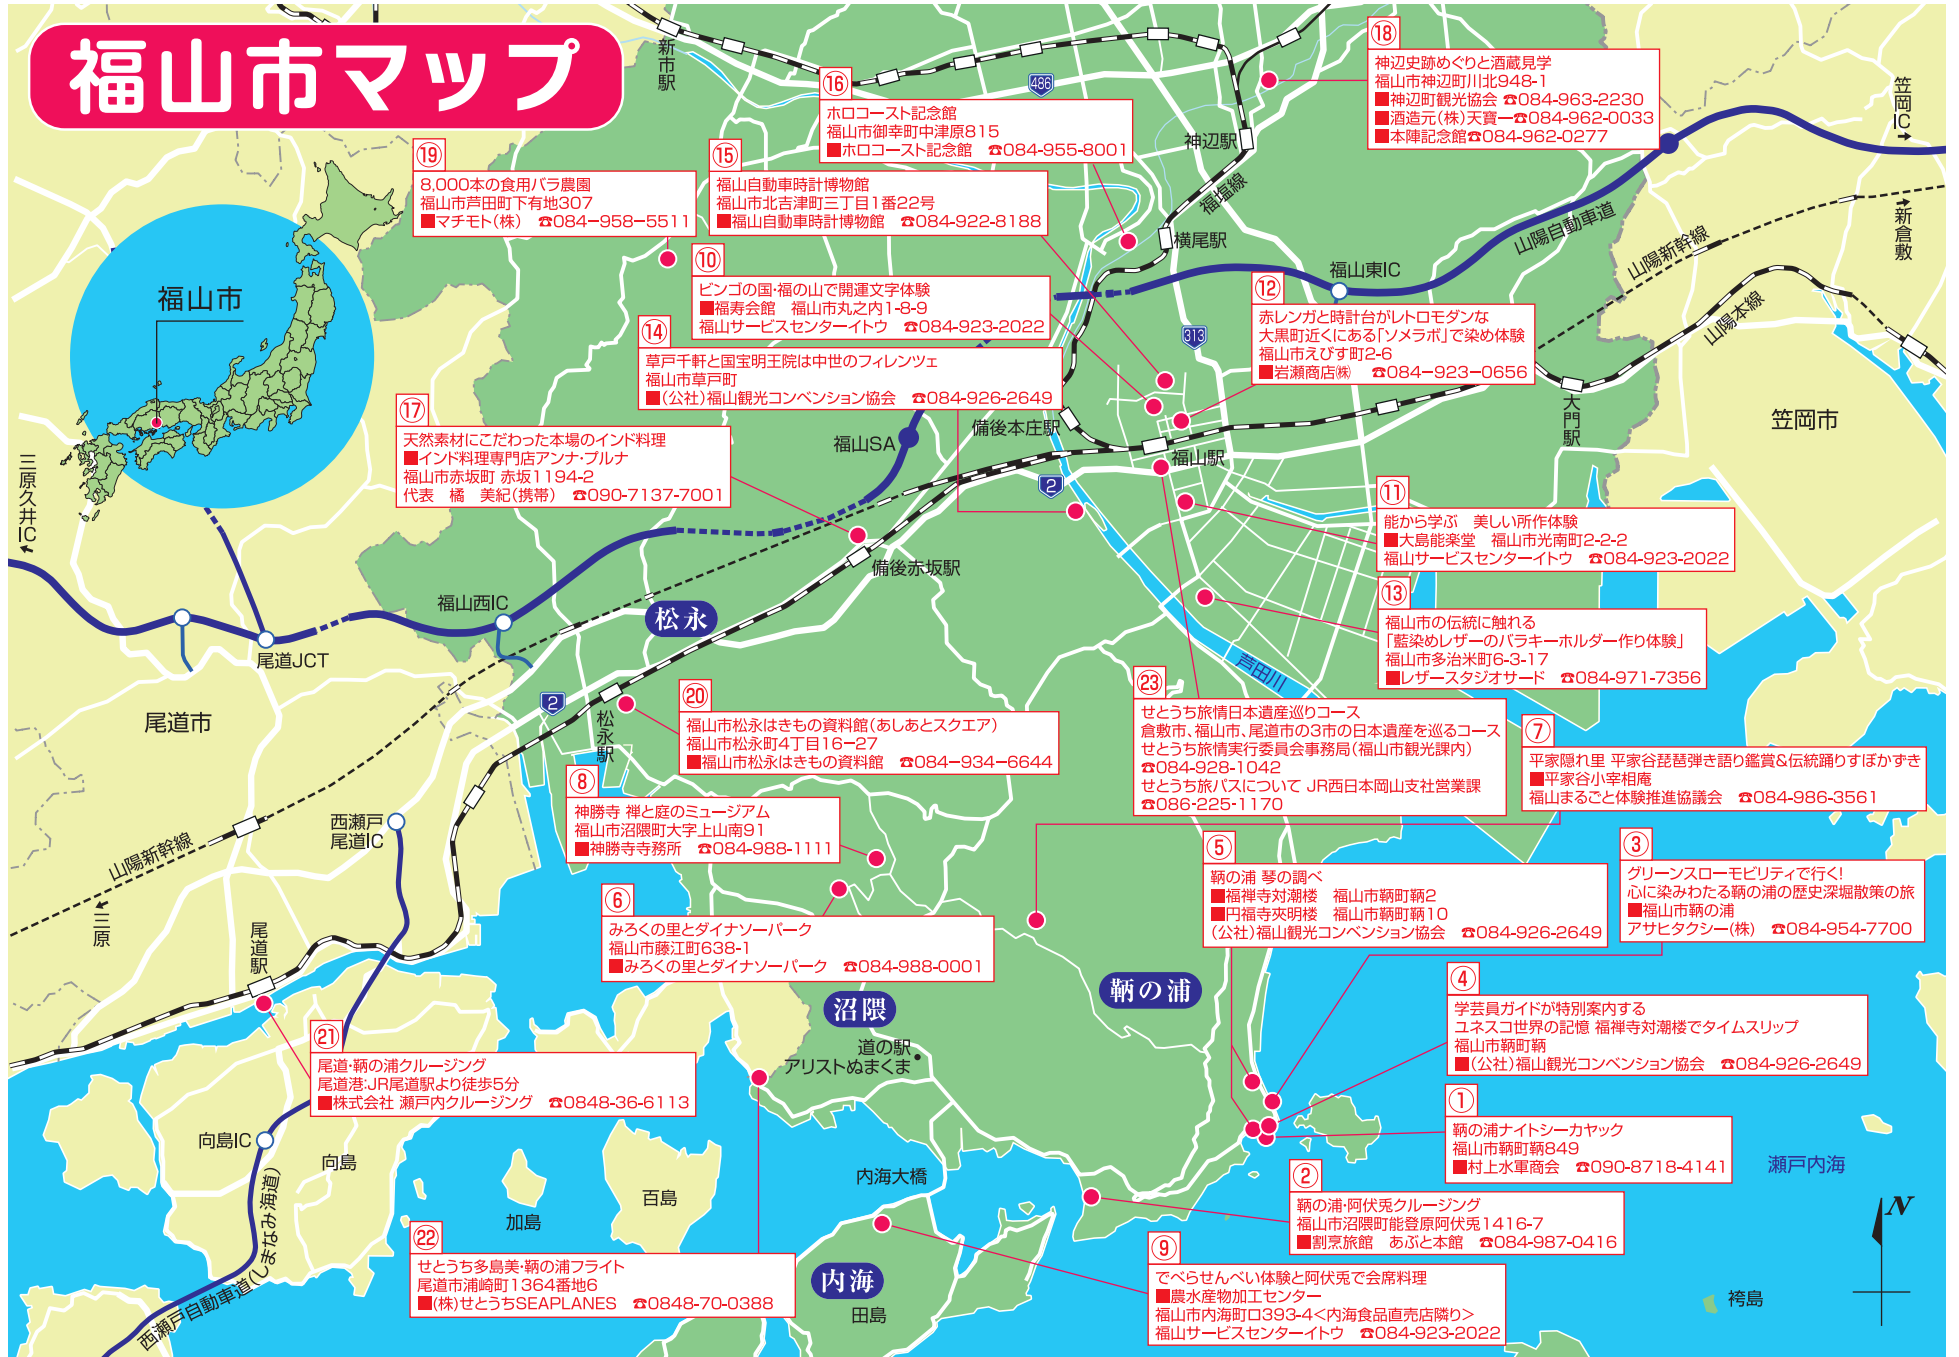 福山市マップ
福山市
新市駅
486
神辺駅
福塩線
横尾駅
山陽自動車道
福山東IC
笠岡IC
新倉敷
山陽新幹線
山陽本線
313
大門駅
笠岡市
備後本庄駅
福山駅
福山SA
2
備後赤坂駅
三原久井IC
尾道JCT
福山西IC
松永
2
松永駅
尾道市
西瀬戸
尾道IC
山陽新幹線
三原
尾道駅
芦田川
鞆の浦
沼隈
道の駅
アリストぬまくま
向島IC
向島
西瀬戸自動車道(しまなみ海道)
加島
百島
内海大橋
内海
田島
瀬戸内海
袴島
N
⑱
神辺史跡めぐりと酒蔵見学
福山市神辺町川北948-1
■神辺町観光協会 ☎084-963-2230
■酒造元(株)天寶一☎084-962-0033
■本陣記念館☎084-962-0277
⑯
ホロコースト記念館
福山市御幸町中津原815
■ホロコースト記念館 ☎084-955-8001
⑲
8,000本の食用バラ農園
福山市芦田町下有地307
■マチモト(株) ☎084-958-5511
⑮
福山自動車時計博物館
福山市北吉津町三丁目1番22号
■福山自動車時計博物館 ☎084-922-8188
⑩
ビンゴの国・福の山で開運文字体験
■福寿会館 福山市丸之内1-8-9
福山サービスセンターイトウ ☎084-923-2022
⑫
赤レンガと時計台がレトロモダンな
大黒町近くにある「ソメラボ」で染め体験
福山市えびす町2-6
■岩瀬商店㈱ ☎084-923-0656
⑭
草戸千軒と国宝明王院は中世のフィレンツェ
福山市草戸町
■(公社)福山観光コンベンション協会 ☎084-926-2649
⑰
天然素材にこだわった本場のインド料理
■インド料理専門店アンナ・プルナ
福山市赤坂町 赤坂1194-2
代表 橘 美紀(携帯) ☎090-7137-7001
⑪
能から学ぶ 美しい所作体験
■大島能楽堂 福山市光南町2-2-2
福山サービスセンターイトウ ☎084-923-2022
⑬
福山市の伝統に触れる
「藍染めレザーのバラキーホルダー作り体験」
福山市多治米町6-3-17
■レザースタジオサード ☎084-971-7356
⑳
福山市松永はきもの資料館(あしあとスクエア)
福山市松永町4丁目16-27
■福山市松永はきもの資料館 ☎084-934-6644
㉓
せとうち旅情日本遺産巡りコース
倉敷市、福山市、尾道市の3市の日本遺産を巡るコース
せとうち旅情実行委員会事務局(福山市観光課内)
☎084-928-1042
せとうち旅パスについて JR西日本岡山支社営業課
☎086-225-1170
⑦
平家隠れ里 平家谷琵琶弾き語り鑑賞&伝統踊りすぼかずき
■平家谷小宰相庵
福山まるごと体験推進協議会 ☎084-986-3561
⑧
神勝寺 禅と庭のミュージアム
福山市沼隈町大字上山南91
■神勝寺寺務所 ☎084-988-1111
⑤
鞆の浦 琴の調べ
■福禅寺対潮楼 福山市鞆町鞆2
■円福寺夾明楼 福山市鞆町鞆10
(公社)福山観光コンベンション協会 ☎084-926-2649
③
グリーンスローモビリティで行く!
心に染みわたる鞆の浦の歴史深堀散策の旅
■福山市鞆の浦
アサヒタクシー(株) ☎084-954-7700
⑥
みろくの里とダイナソーパーク
福山市藤江町638-1
■みろくの里とダイナソーパーク ☎084-988-0001
④
学芸員ガイドが特別案内する
ユネスコ世界の記憶 福禅寺対潮楼でタイムスリップ
福山市鞆町鞆
■(公社)福山観光コンベンション協会 ☎084-926-2649
㉑
尾道・鞆の浦クルージング
尾道港:JR尾道駅より徒歩5分
■株式会社 瀬戸内クルージング ☎0848-36-6113
①
鞆の浦ナイトシーカヤック
福山市鞆町鞆849
■村上水軍商会 ☎090-8718-4141
②
鞆の浦・阿伏兎クルージング
福山市沼隈町能登原阿伏兎1416-7
■割烹旅館 あぶと本館 ☎084-987-0416
㉒
せとうち多島美・鞆の浦フライト
尾道市浦崎町1364番地6
■(株)せとうちSEAPLANES ☎0848-70-0388
⑨
でべらせんべい体験と阿伏兎で会席料理
■農水産物加工センター
福山市内海町ロ393-4<内海食品直売店隣り>
福山サービスセンターイトウ ☎084-923-2022